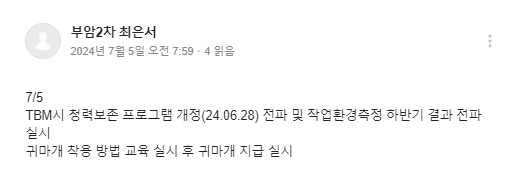 부암2차 최은서
2024년 7월 5일 오전 7:59 · 4 읽음
7/5
TBM시 청력보존 프로그램 개정(24.06.28) 전파 및 작업환경측정 하반기 결과 전파
실시
귀마개 착용 방법 교육 실시 후 귀마개 지급 실시